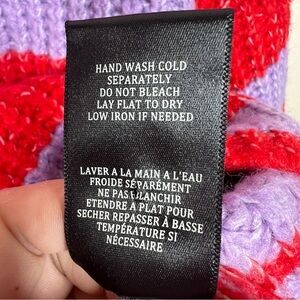 HAND WASH COLD
SEPARATELY
DO NOT BLEACH
LAY FLAT TO DRY
LOW IRON IF NEEDED
LAVER A LA MAIN A L'EAU
FROIDE SÉPARÉMENT
NE PAS BLANCHIR
ETENDRE A PLAT POUR
SECHER REPASSER À BASSE
TEMPÉRATURE SI
NÉCESSAIRE